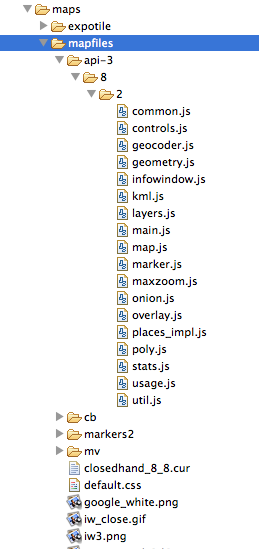 maps
expotile
mapfiles
api-3
8
2
common.js
controls.js
geocoder.js
geometry.js
infowindow.js
kml.js
layers.js
main.js
map.js
marker.js
maxzoom.js
onion.js
overlay.js
places_impl.js
poly.js
stats.js
usage.js
util.js
cb
markers2
mv
closedhand_8_8.cur
default.css
google_white.png
iw_close.gif
iw3.png